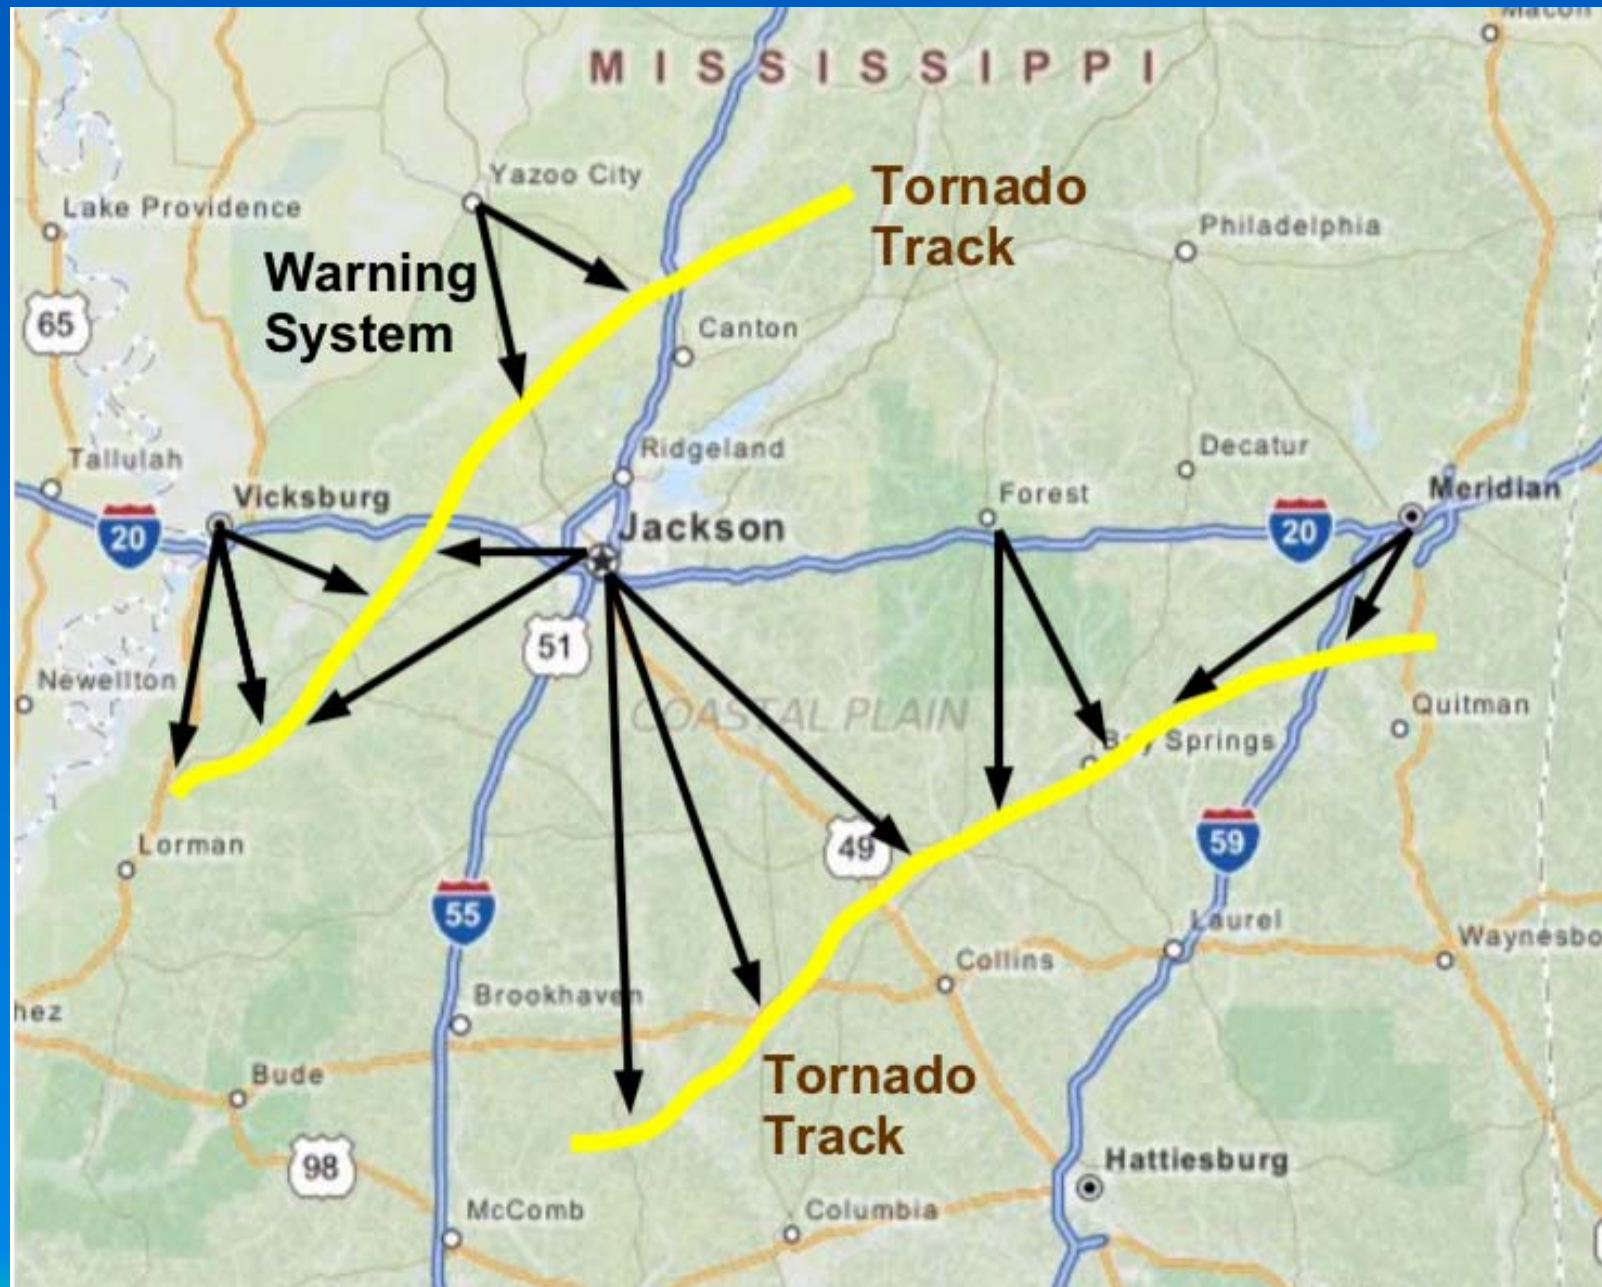 Macon
MISSISSIPPI
Yazoo City
Tornado
Track
Lake Providence
Philadelphia
Warning
System
65
Canton
Ridgeland
Decatur
Tallulah
Vicksburg
Forest
Meridian
20
Jackson
20
51
Newellton
COASTAL PLAIN
Quitman
Bay Springs
Lorman
49
59
55
Laurel
Waynesbo
Collins
Brookhaven
hez
Bude
Tornado
Track
98
Hattiesburg
McComb
Columbia